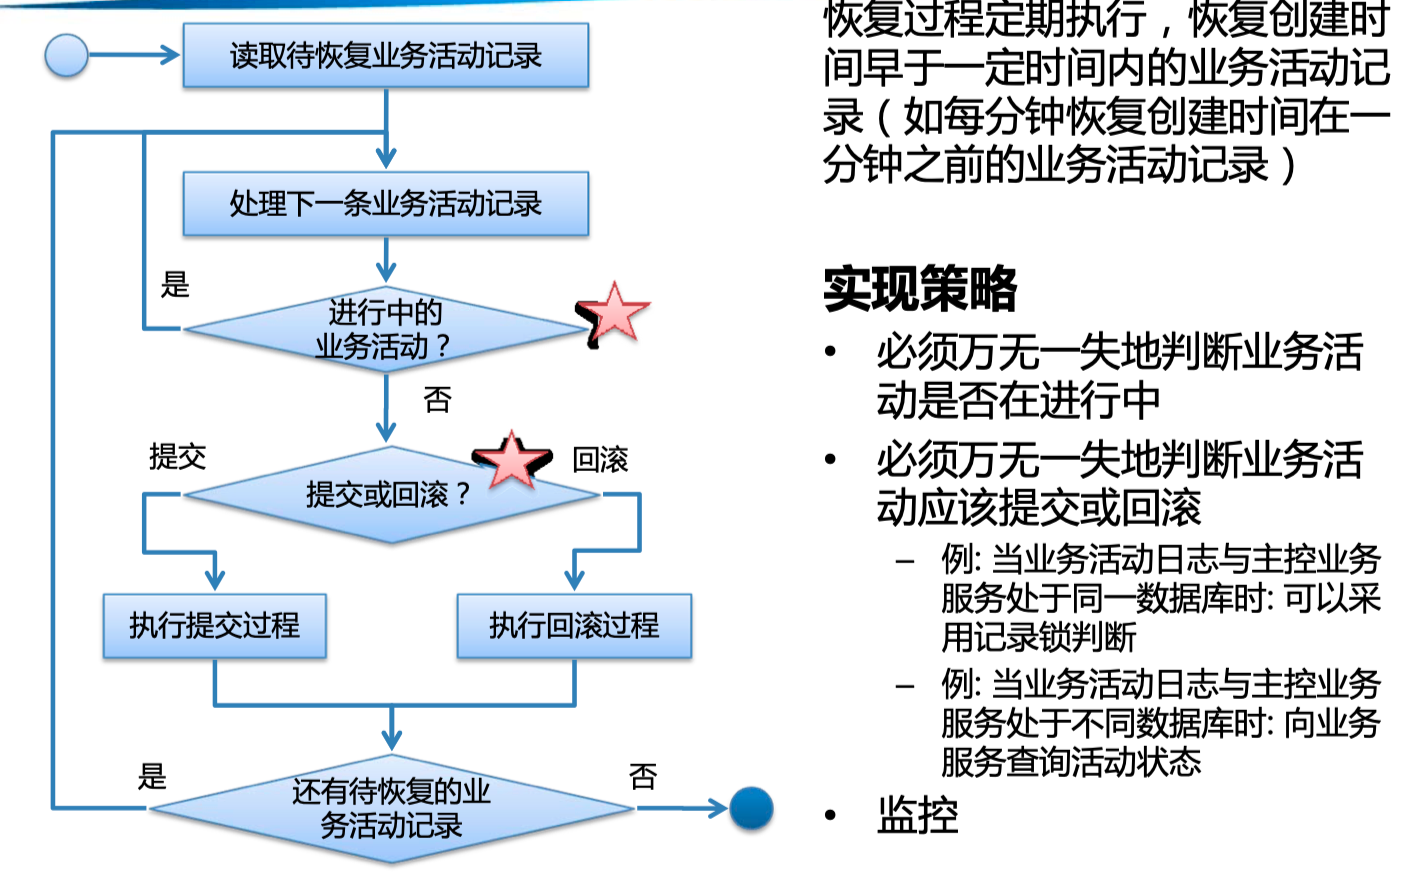 读取待恢复业务活动记录
处理下一条业务活动记录
是
进行中的
业务活动？
否
提交
回滚
提交或回滚？
执行提交过程
执行回滚过程
是
否
还有待恢复的业
务活动记录
恢复过程定期执行，恢复创建时
间早于一定时间内的业务活动记
录（如每分钟恢复创建时间在一
分钟之前的业务活动记录）
实现策略
• 必须万无一失地判断业务活
动是否在进行中
• 必须万无一失地判断业务活
动应该提交或回滚
– 例: 当业务活动日志与主控业务
服务处于同一数据库时: 可以采
用记录锁判断
– 例: 当业务活动日志与主控业务
服务处于不同数据库时: 向业务
服务查询活动状态
• 监控